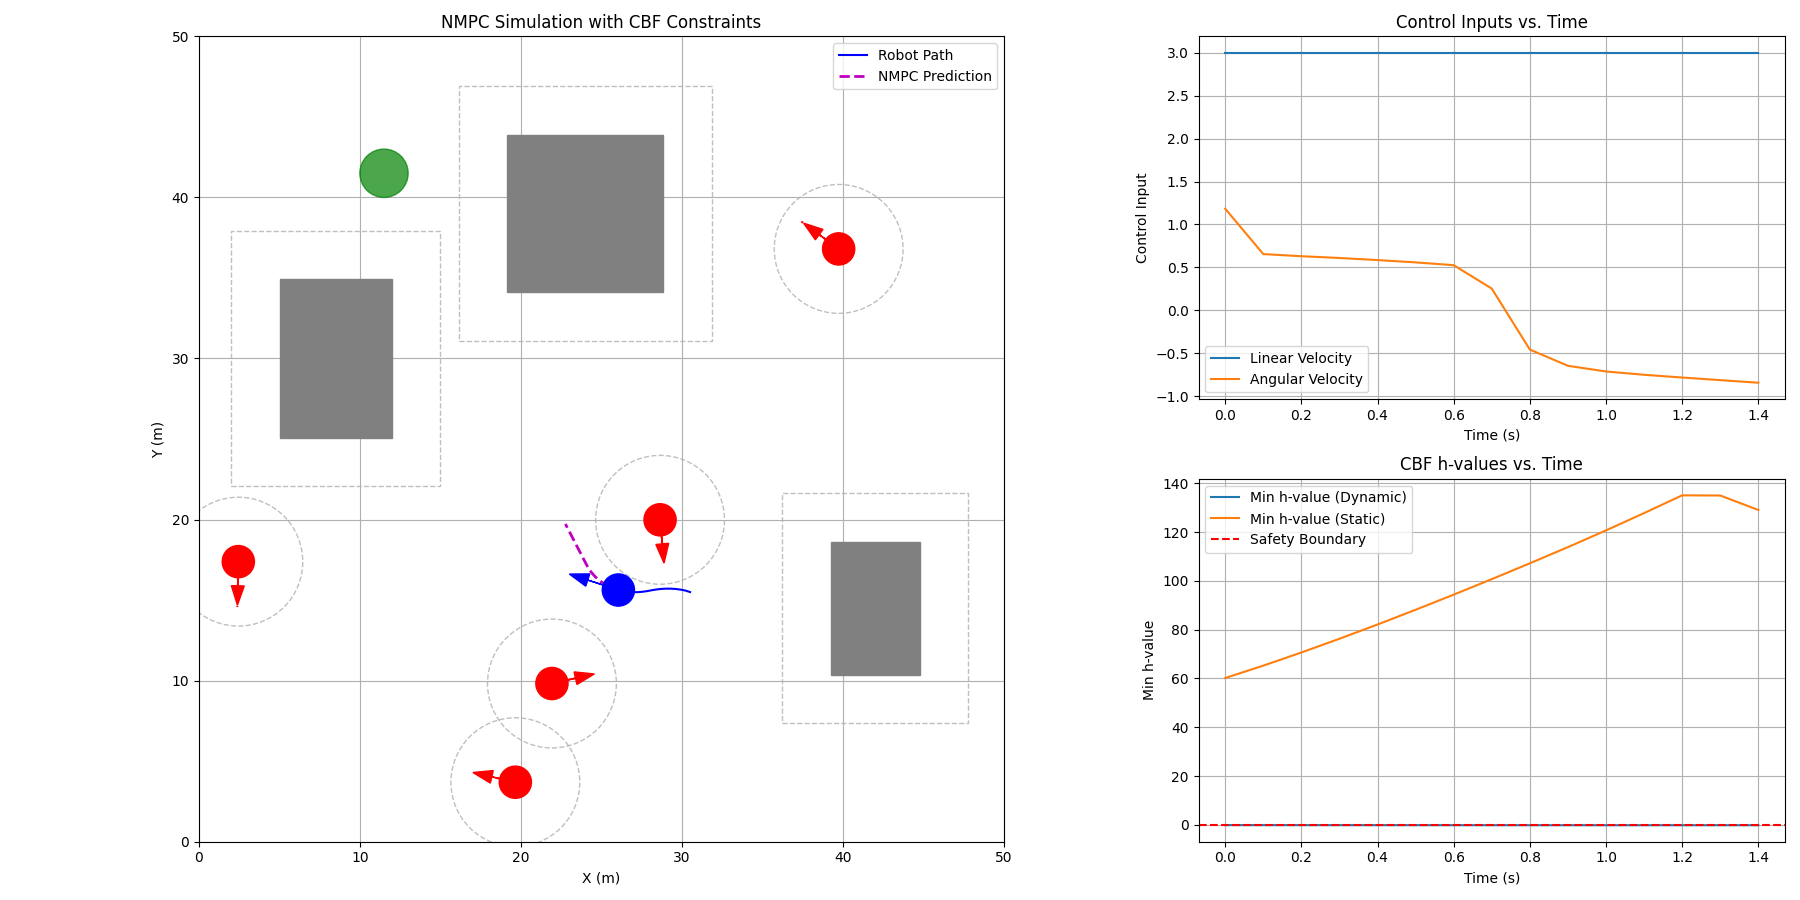 NMPC Simulation with CBF Constraints
Robot Path
NMPC Prediction
50
40
30
20
10
0
Y (m)
0 10 20 30 40 50
X (m)
Control Inputs vs. Time
3.0
2.5
2.0
1.5
1.0
0.5
0.0
−0.5
−1.0
Control Input
Linear Velocity
Angular Velocity
0.0 0.2 0.4 0.6 0.8 1.0 1.2 1.4
Time (s)
CBF h-values vs. Time
140
120
100
80
60
40
20
0
Min h-value
Min h-value (Dynamic)
Min h-value (Static)
Safety Boundary
0.0 0.2 0.4 0.6 0.8 1.0 1.2 1.4
Time (s)